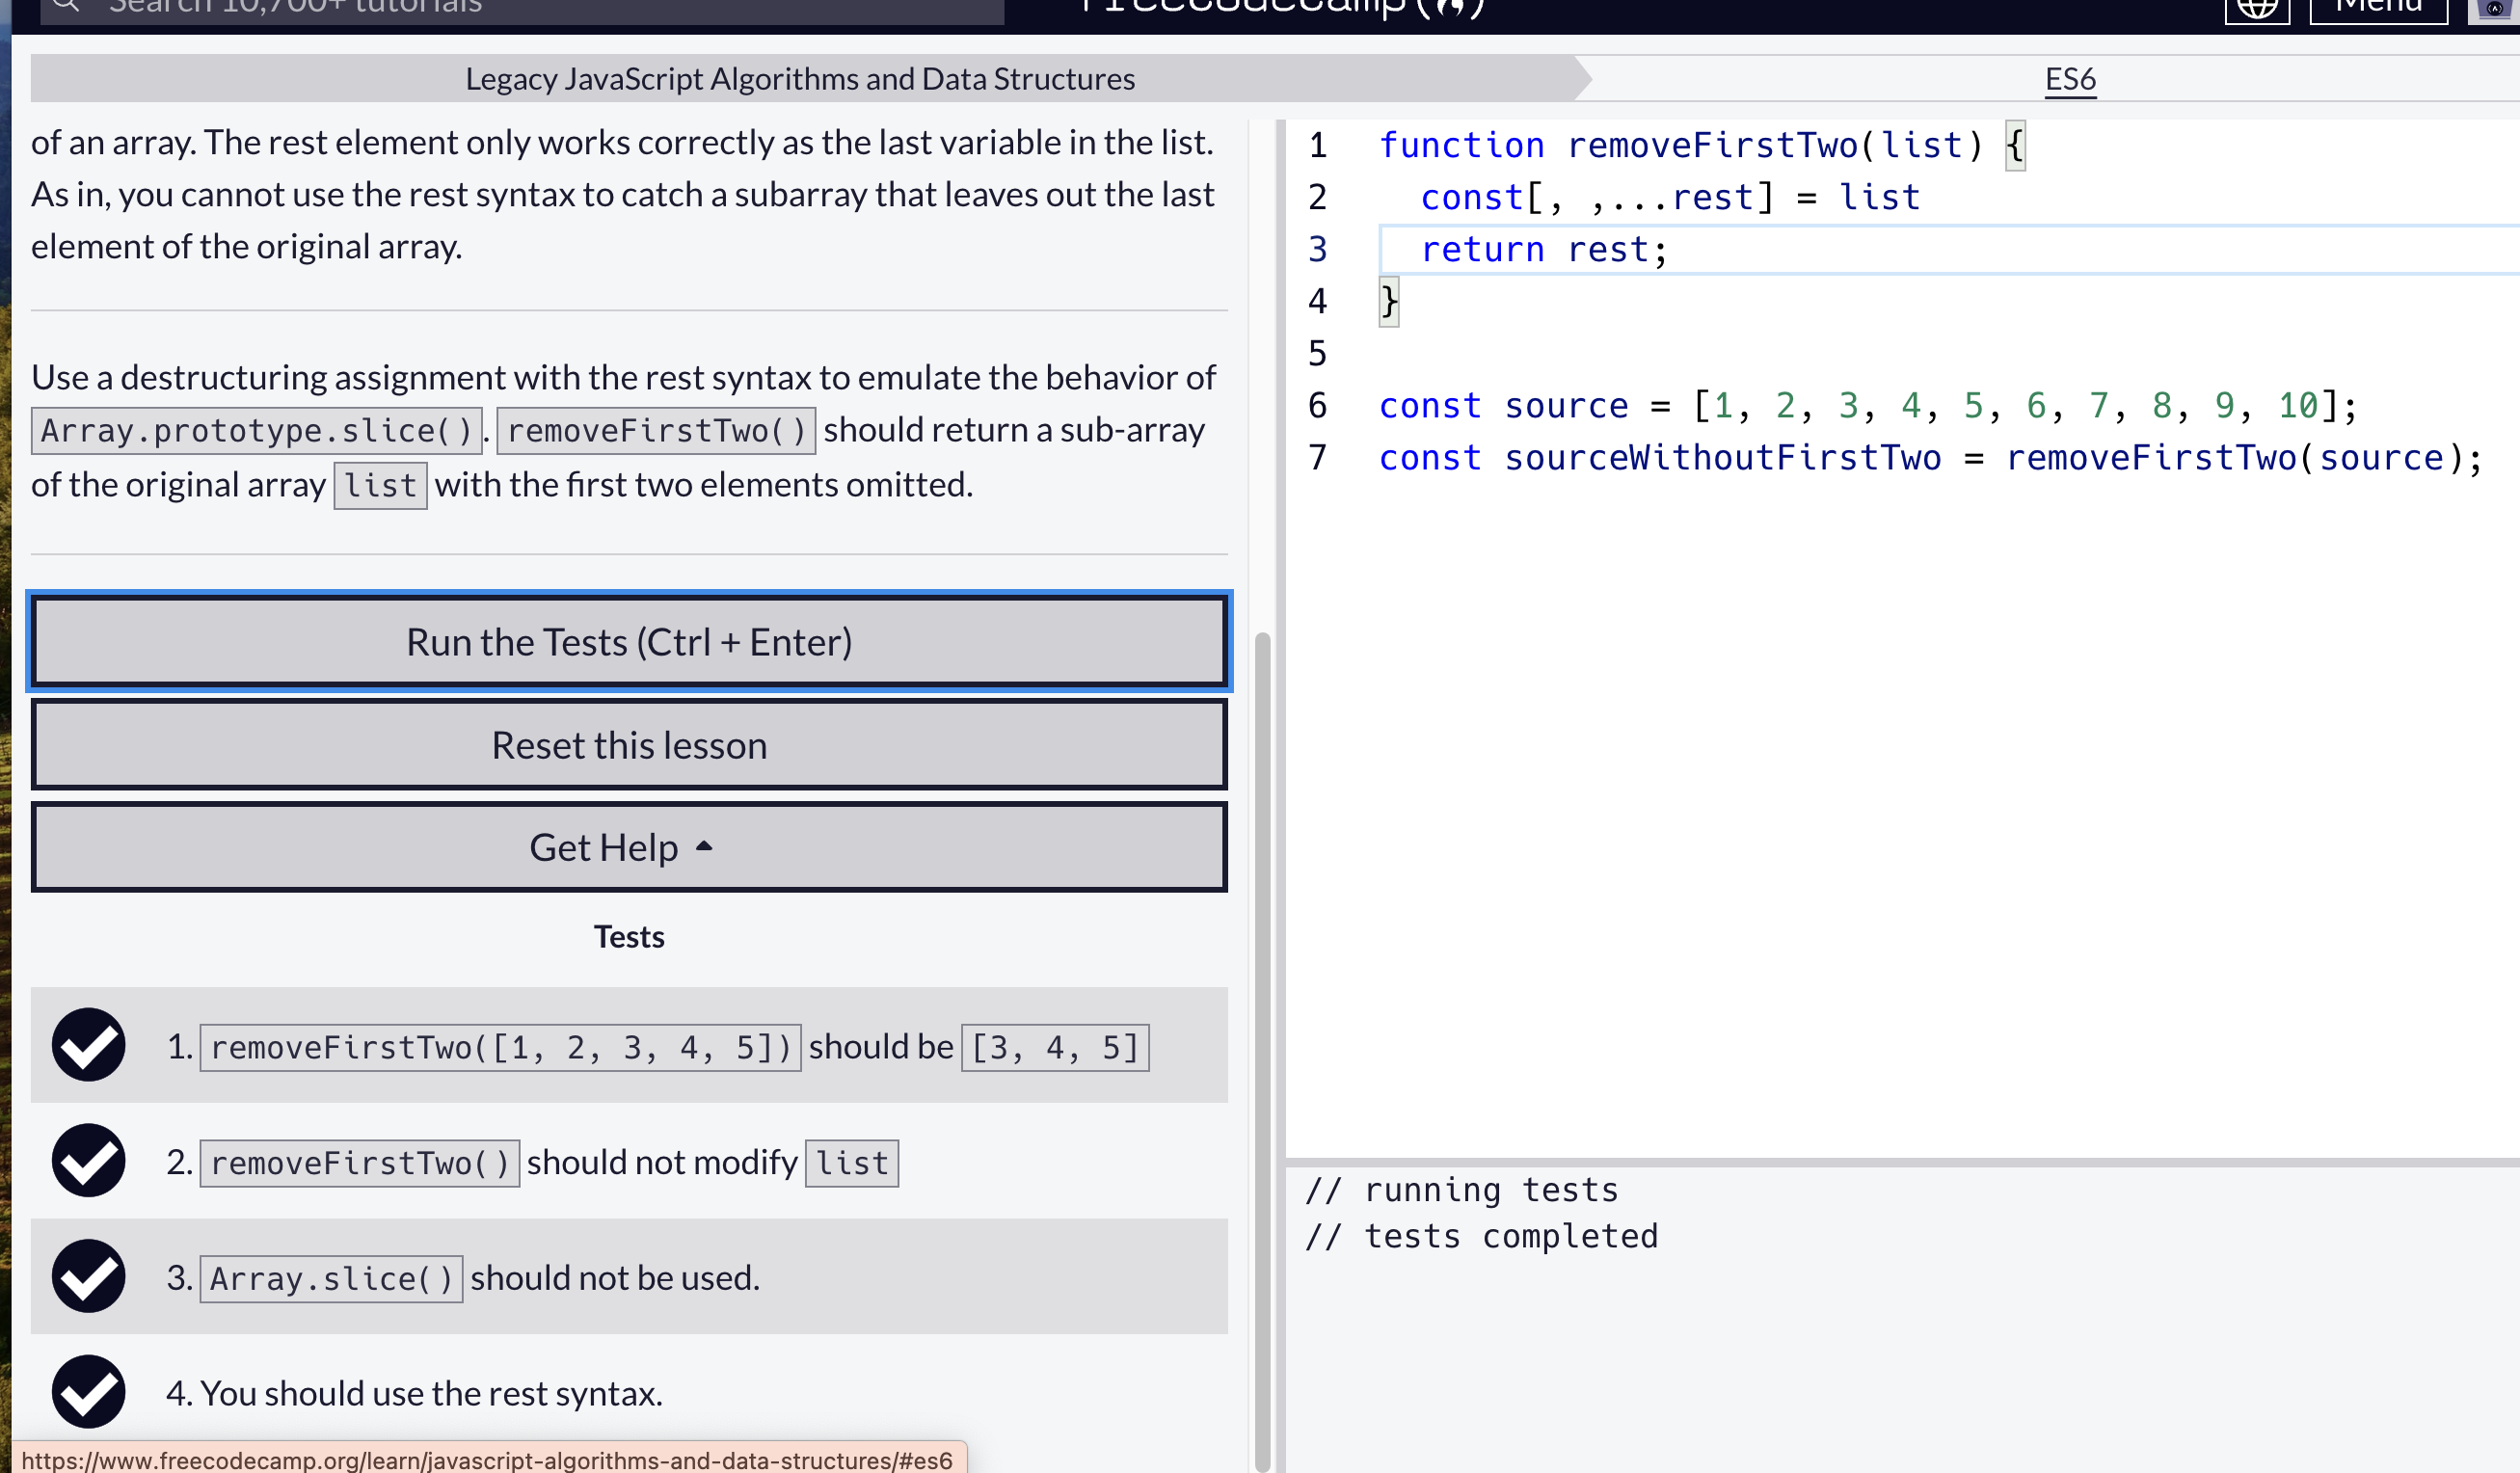 Search 10,700+ tutorials
freeCodeCamp
Menu
Legacy JavaScript Algorithms and Data Structures
ES6
of an array. The rest element only works correctly as the last variable in the list.
As in, you cannot use the rest syntax to catch a subarray that leaves out the last
element of the original array.
Use a destructuring assignment with the rest syntax to emulate the behavior of
Array.prototype.slice(). removeFirstTwo() should return a sub-array
of the original array list with the first two elements omitted.
Run the Tests (Ctrl + Enter)
Reset this lesson
Get Help
Tests
1. removeFirstTwo([1, 2, 3, 4, 5]) should be [3, 4, 5]
2. removeFirstTwo() should not modify list
3. Array.slice() should not be used.
4. You should use the rest syntax.
https://www.freecodecamp.org/learn/javascript-algorithms-and-data-structures/#es6
1 function removeFirstTwo(list) {
2 const[, ,...rest] = list
3 return rest;
4 }
5
6 const source = [1, 2, 3, 4, 5, 6, 7, 8, 9, 10];
7 const sourceWithoutFirstTwo = removeFirstTwo(source);
// running tests
// tests completed